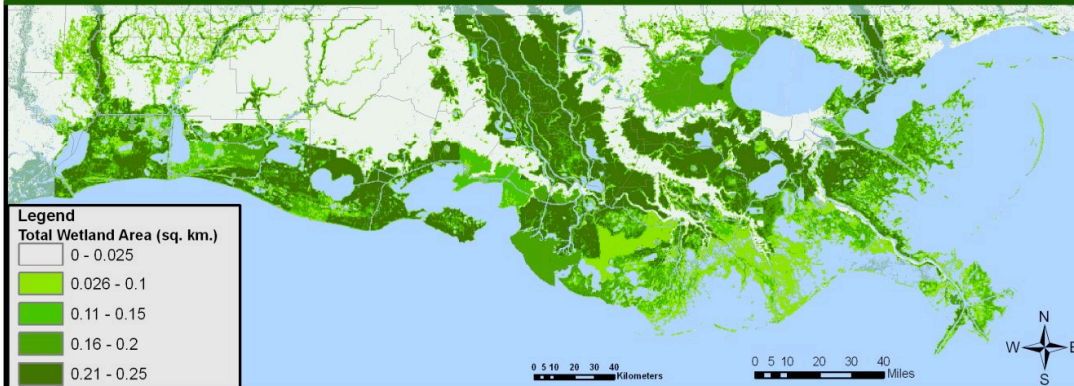 Legend
Total Wetland Area (sq. km.)
0 - 0.025
0.026 - 0.1
0.11 - 0.15
0.16 - 0.2
0.21 - 0.25
0 5 10 20 30 40
Kilometers
0 5 10 20 30 40
Miles
N
W E
S